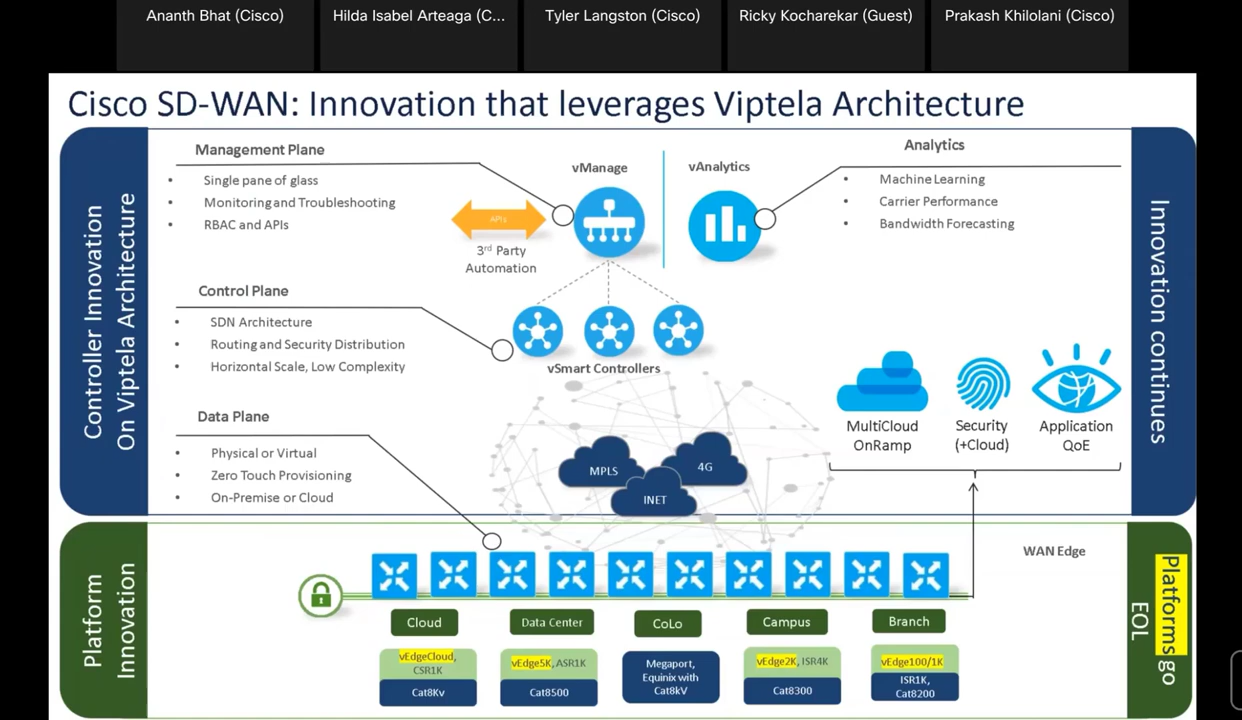 Ananth Bhat (Cisco)
Hilda Isabel Arteaga (C...
Tyler Langston (Cisco)
Ricky Kocharekar (Guest)
Prakash Khilolani (Cisco)
Cisco SD-WAN: Innovation that leverages Viptela Architecture
Controller Innovation
On Viptela Architecture
Management Plane
• Single pane of glass
• Monitoring and Troubleshooting
• RBAC and APIs
APIs
3rd Party
Automation
vManage
vAnalytics
Analytics
• Machine Learning
• Carrier Performance
• Bandwidth Forecasting
Control Plane
• SDN Architecture
• Routing and Security Distribution
• Horizontal Scale, Low Complexity
vSmart Controllers
Data Plane
• Physical or Virtual
• Zero Touch Provisioning
• On-Premise or Cloud
MPLS
4G
INET
MultiCloud
OnRamp
Security
(+Cloud)
Application
QoE
Innovation continues
Platform
Innovation
WAN Edge
Cloud
vEdgeCloud,
CSR1K
Cat8Kv
Data Center
vEdge5K, ASR1K
Cat8500
CoLo
Megaport,
Equinix with
Cat8kV
Campus
vEdge2K, ISR4K
Cat8300
Branch
vEdge100/1K
ISR1K,
Cat8200
Platforms go
EOL